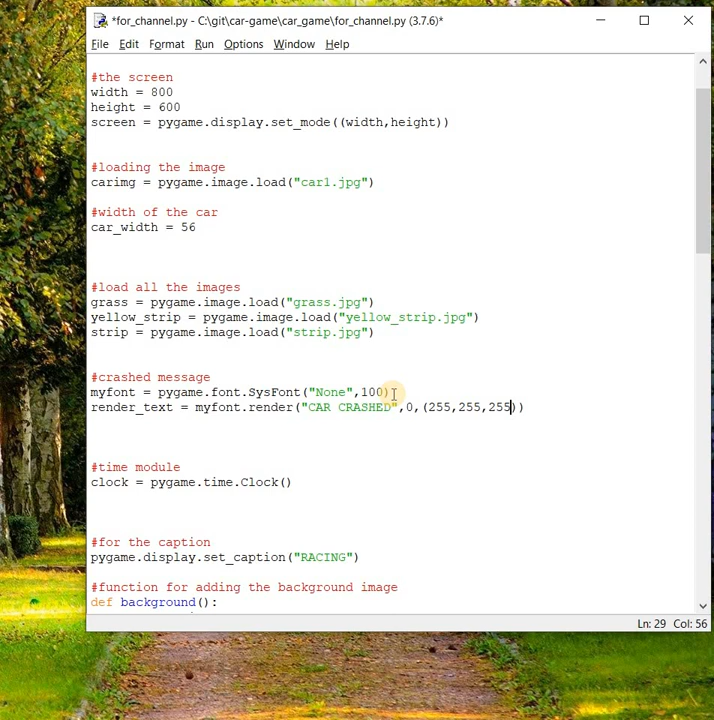 *for_channel.py - C:\git\car-game\car_game\for_channel.py (3.7.6)*
File Edit Format Run Options Window Help
#the screen
width = 800
height = 600
screen = pygame.display.set_mode((width,height))
#loading the image
carimg = pygame.image.load("car1.jpg")
#width of the car
car_width = 56
#load all the images
grass = pygame.image.load("grass.jpg")
yellow_strip = pygame.image.load("yellow_strip.jpg")
strip = pygame.image.load("strip.jpg")
#crashed message
myfont = pygame.font.SysFont("None",100)
render_text = myfont.render("CAR CRASHED",0,(255,255,255))
#time module
clock = pygame.time.Clock()
#for the caption
pygame.display.set_caption("RACING")
#function for adding the background image
def background():
Ln: 29 Col: 56